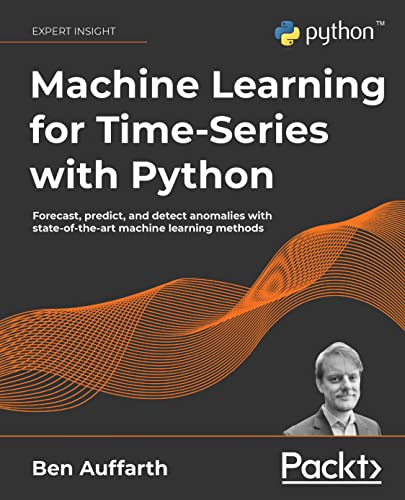 EXPERT INSIGHT
python™
Machine Learning
for Time-Series
with Python
Forecast, predict, and detect anomalies with
state-of-the-art machine learning methods
Ben Auffarth
Packt>